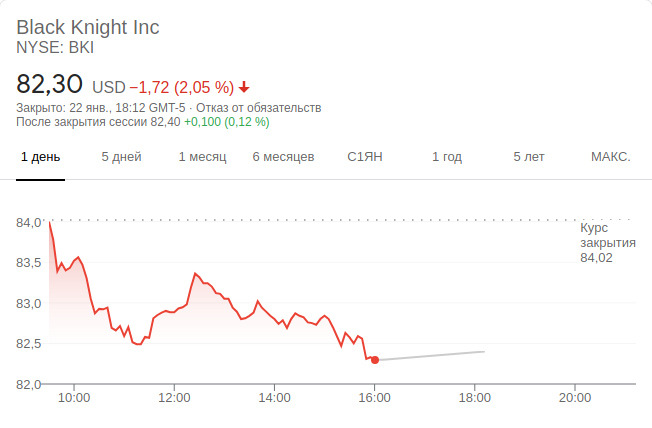 Black Knight Inc
NYSE: BKI
82,30 USD −1,72 (2,05 %)
Закрыто: 22 янв., 18:12 GMT-5 · Отказ от обязательств
После закрытия сессии 82,40 +0,100 (0,12 %)
1 день 5 дней 1 месяц 6 месяцев С1ЯН 1 год 5 лет МАКС.
84,0
Курс
закрытия
84,02
83,5
83,0
82,5
82,0
10:00 12:00 14:00 16:00 18:00 20:00